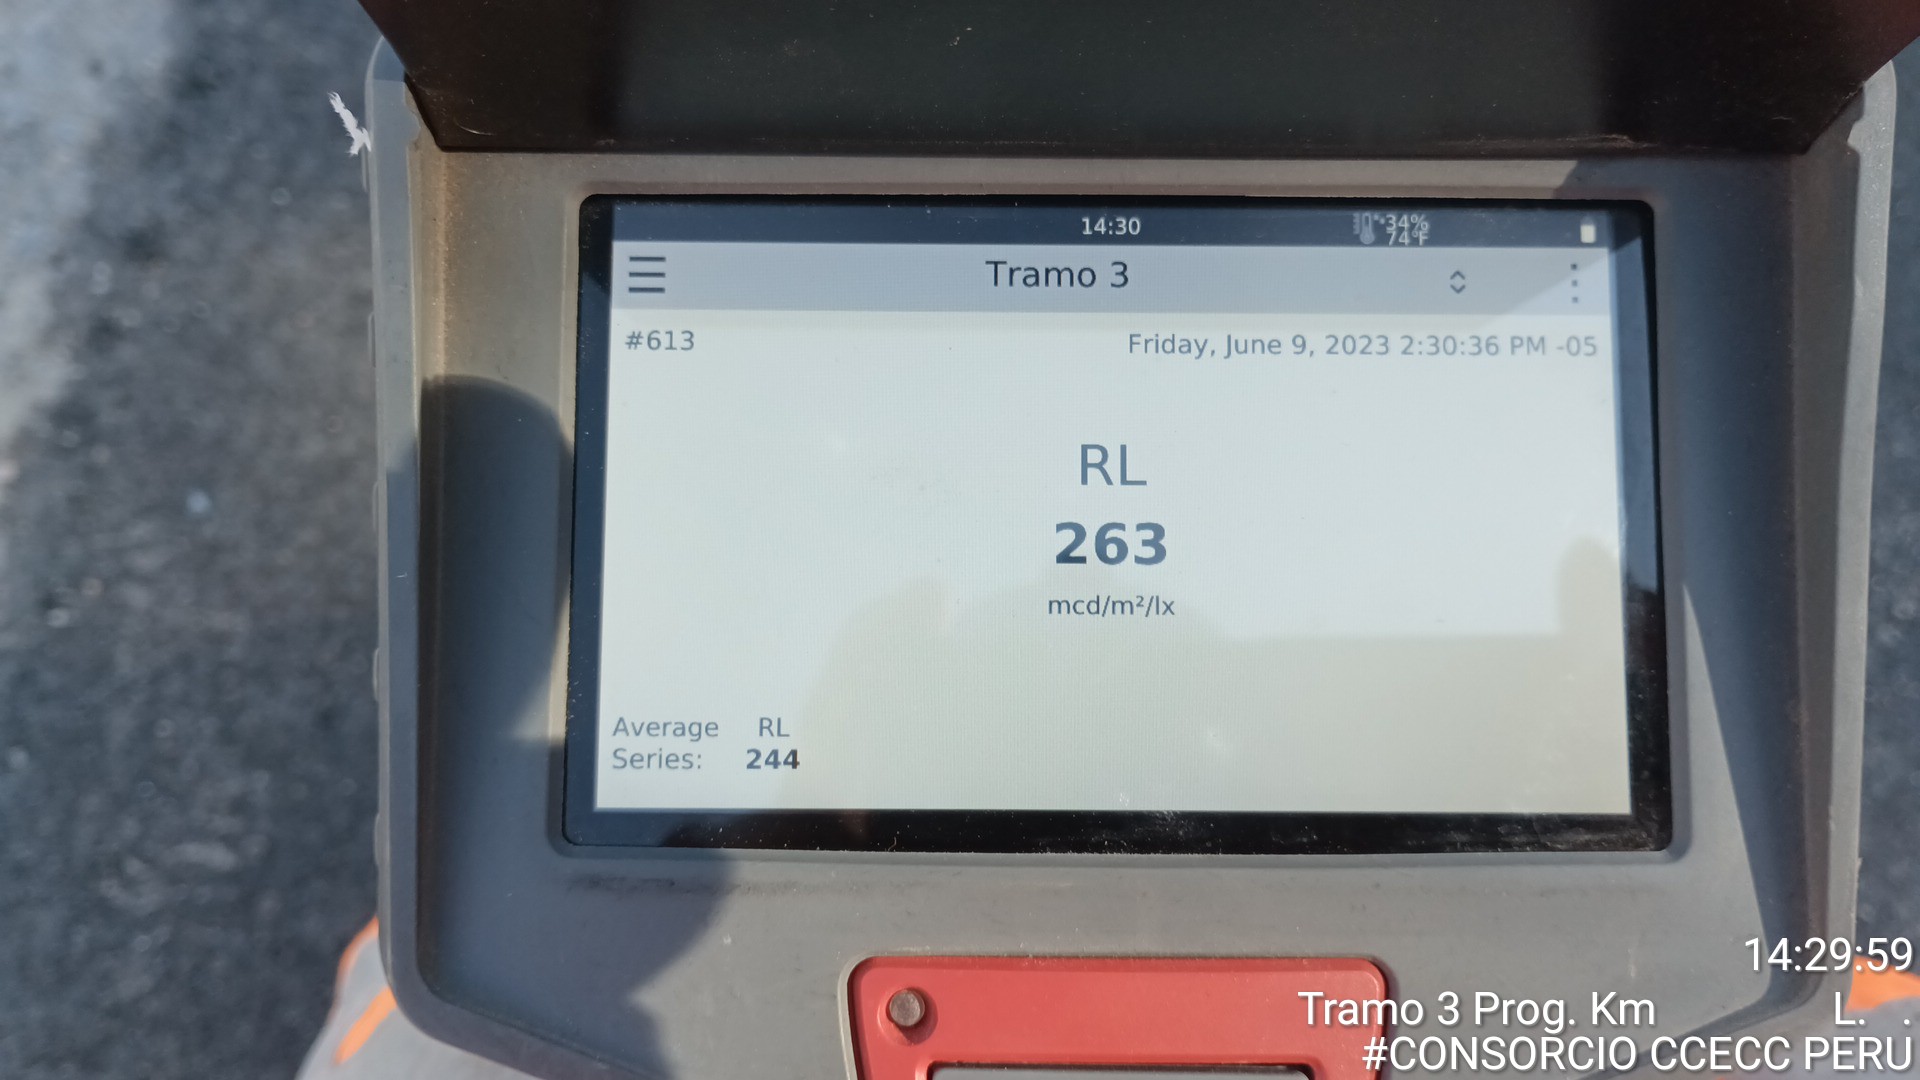 14:30
34%
74°F
Tramo 3
#613
Friday, June 9, 2023 2:30:36 PM -05
RL
263
mcd/m²/lx
Average RL
Series: 244
14:29:59
Tramo 3 Prog. Km L. .
#CONSORCIO CCECC PERU